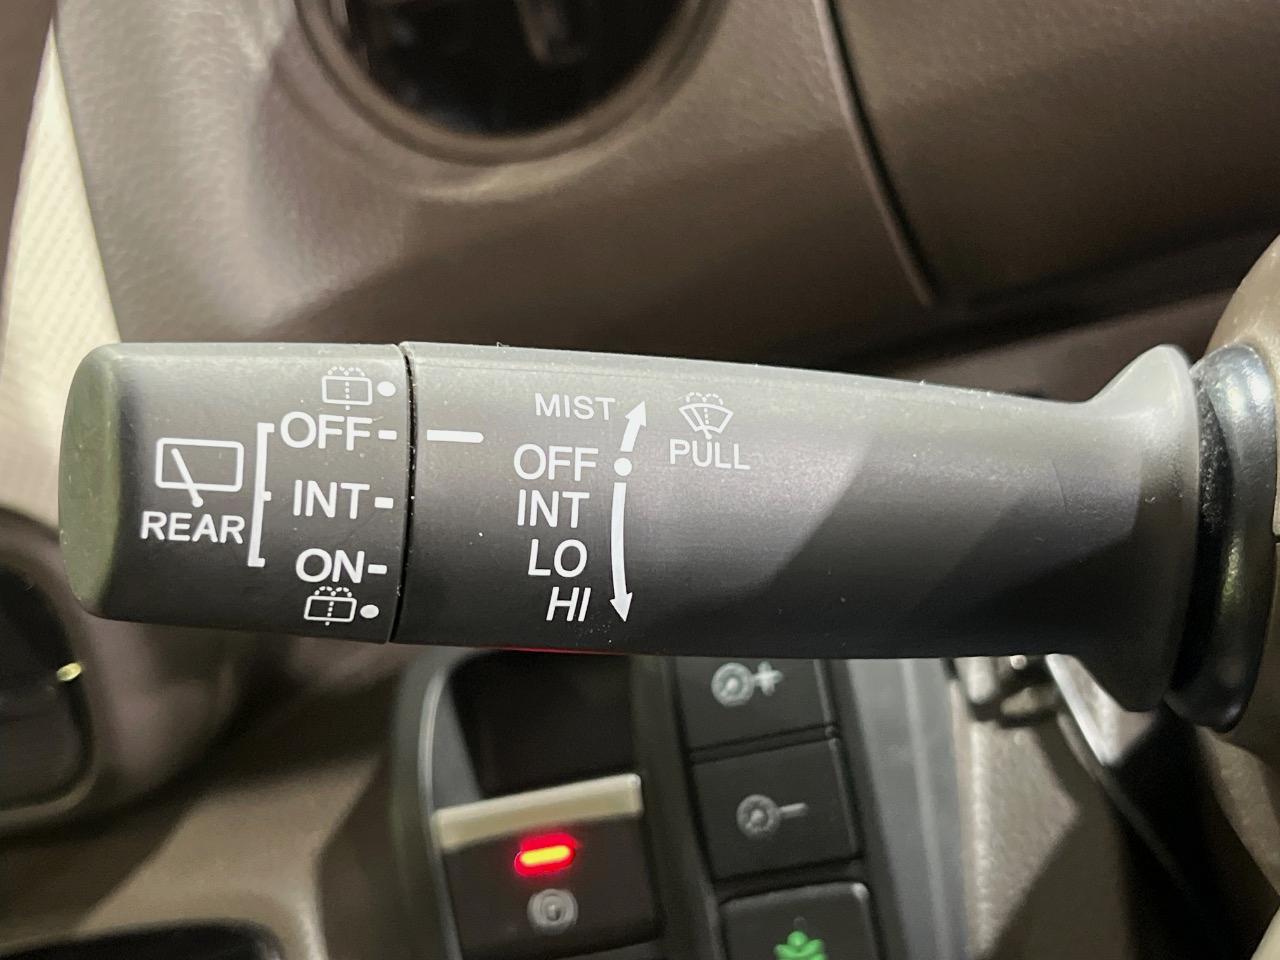 REAR
OFF
INT
ON
MIST
OFF
INT
LO
HI
PULL